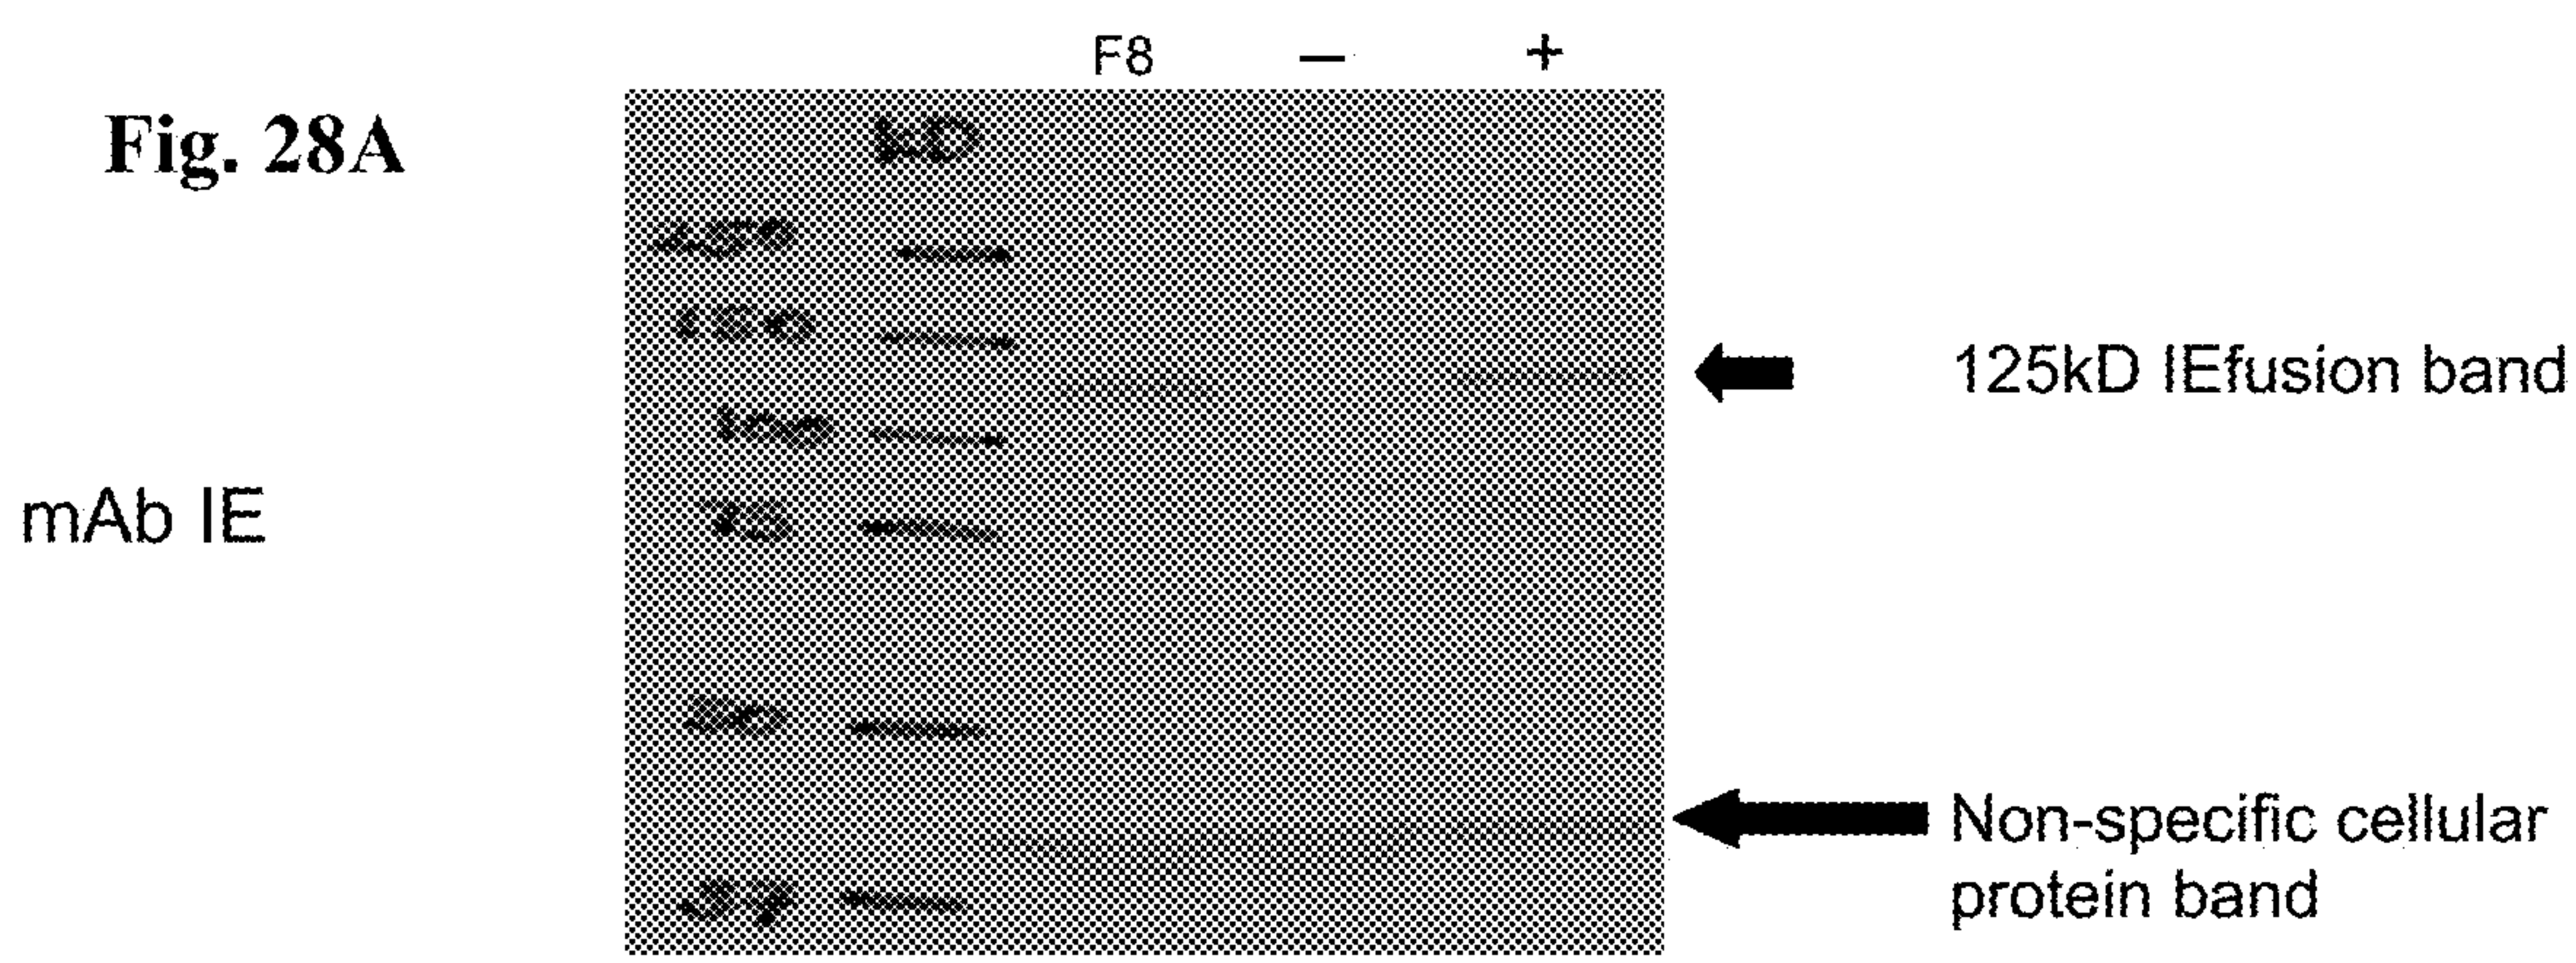 F8 — +
Fig. 28A
kD
250
150
100
75
50
37
mAb IE
125kD IEfusion band
Non-specific cellular
protein band